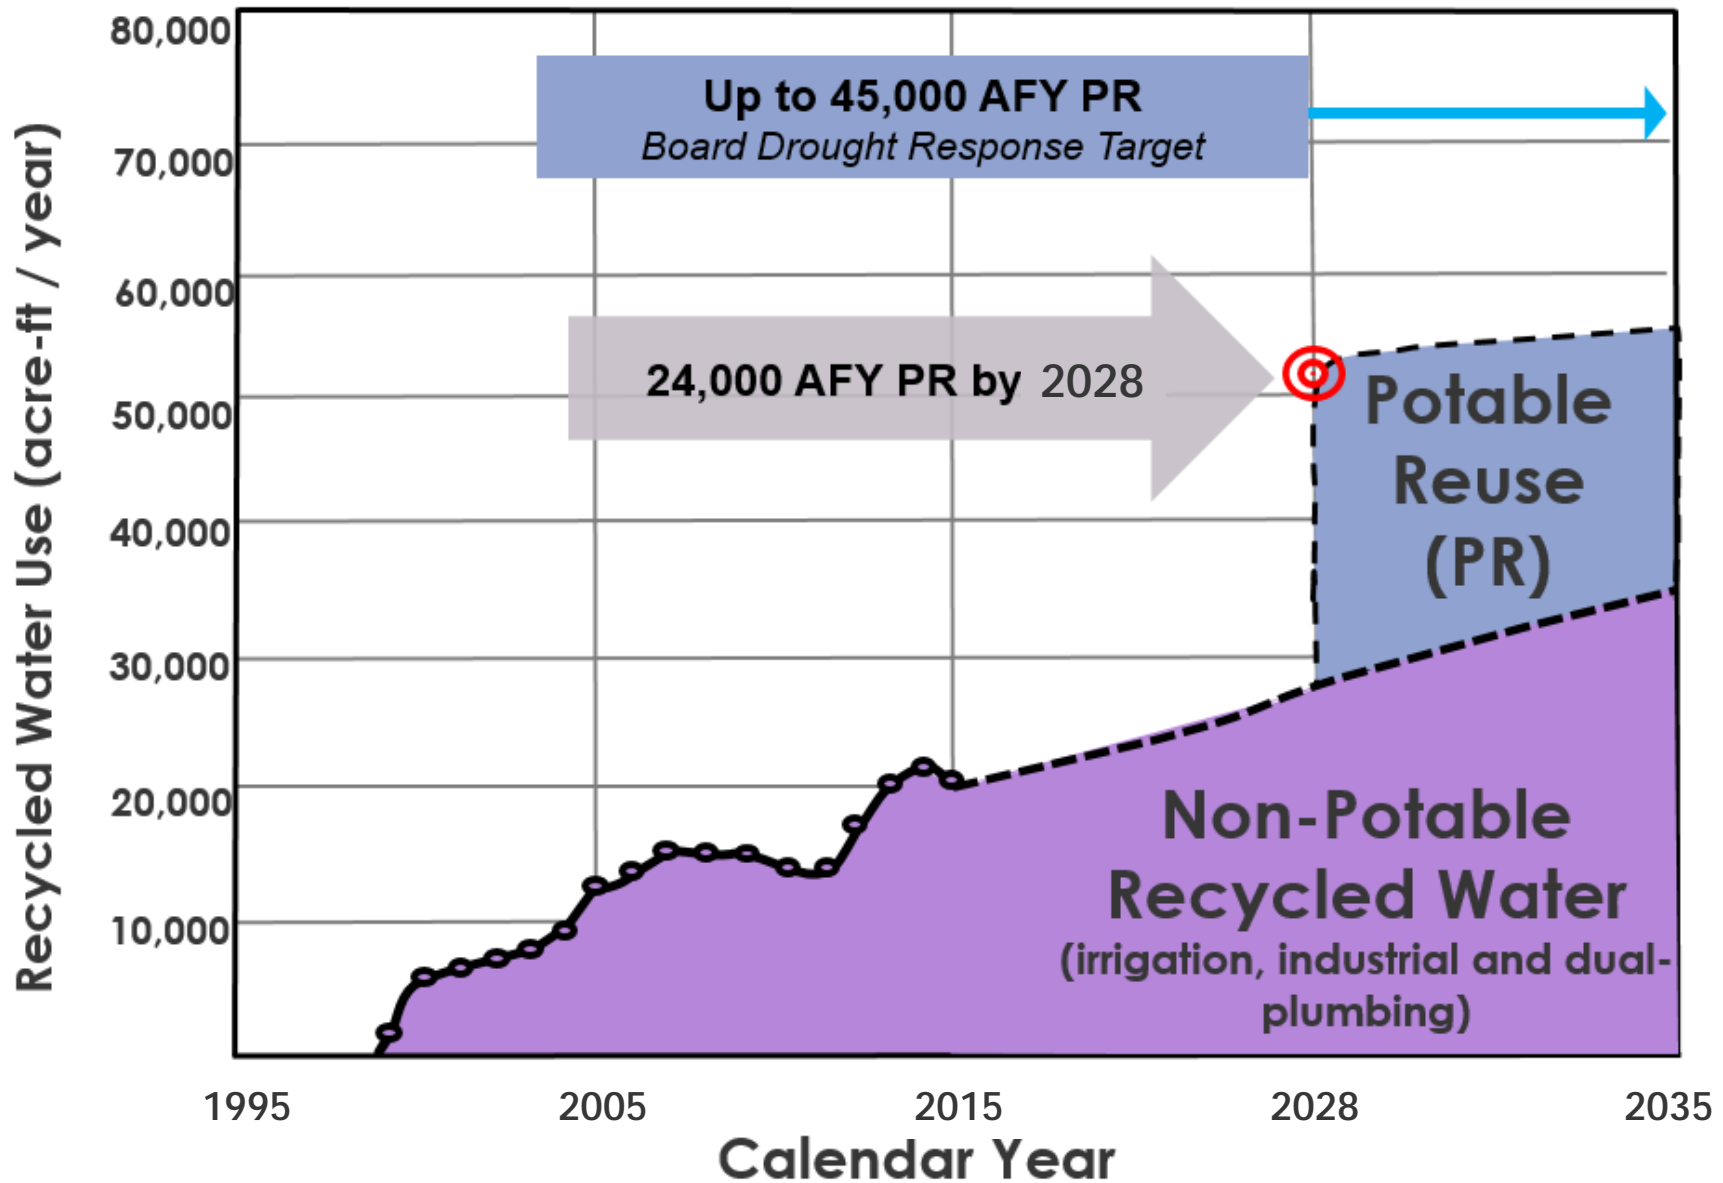 Recycled Water Use (acre-ft / year)
80,000
70,000
60,000
50,000
40,000
30,000
20,000
10,000
Up to 45,000 AFY PR
Board Drought Response Target
24,000 AFY PR by 2028
Potable
Reuse
(PR)
Non-Potable
Recycled Water
(irrigation, industrial and dual-
plumbing)
1995
2005
2015
2028
2035
Calendar Year